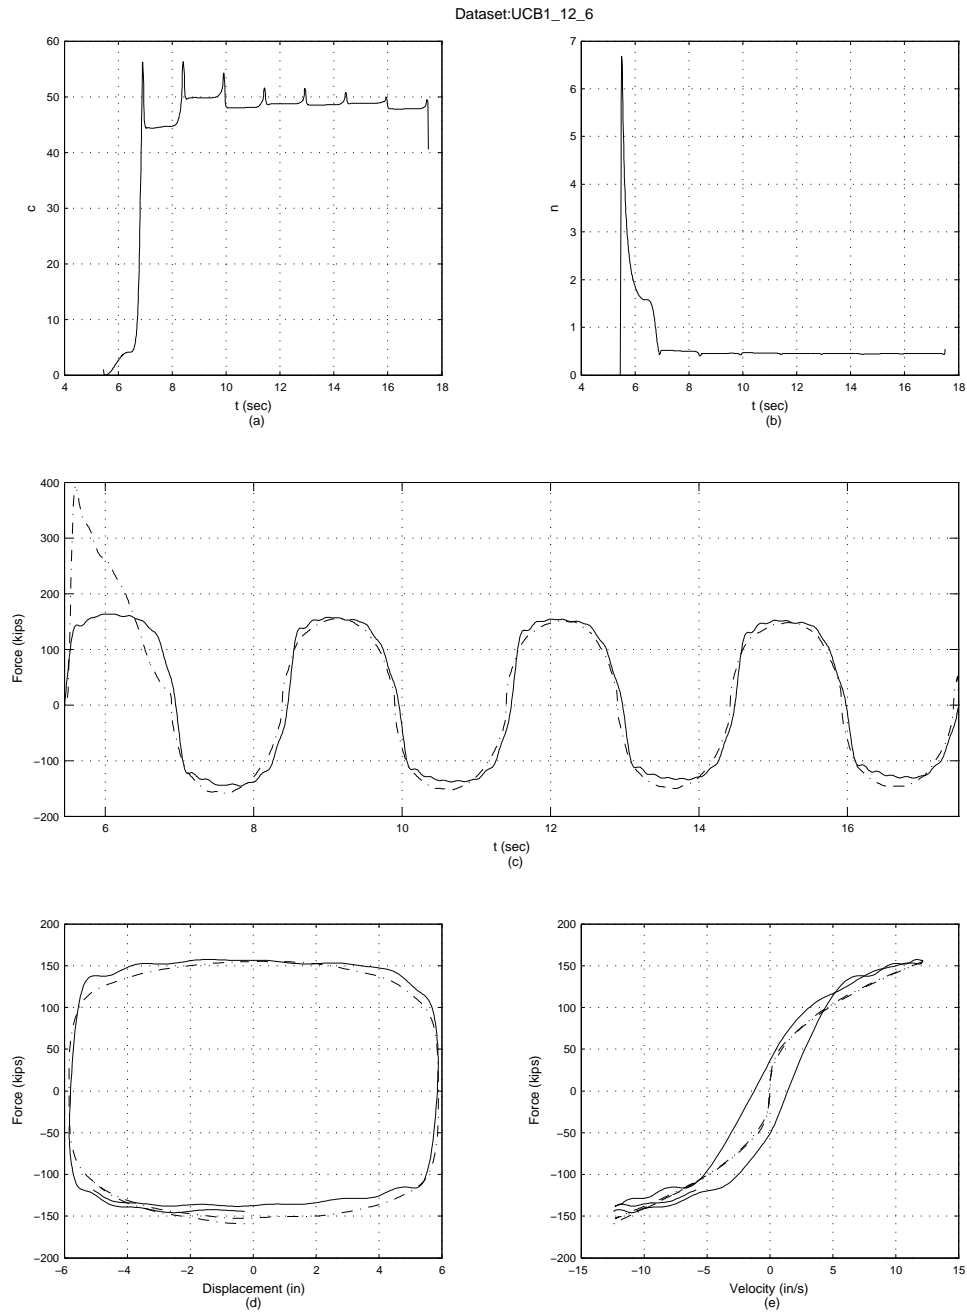 Dataset:UCB1_12_6
60
50
40
30
20
10
0
c
4 6 8 10 12 14 16 18
t (sec)
(a)
7
6
5
4
3
2
1
0
n
4 6 8 10 12 14 16 18
t (sec)
(b)
400
300
200
100
0
−100
−200
Force (kips)
6 8 10 12 14 16
t (sec)
(c)
200
150
100
50
0
−50
−100
−150
−200
Force (kips)
−6 −4 −2 0 2 4 6
Displacement (in)
(d)
200
150
100
50
0
−50
−100
−150
−200
Force (kips)
−15 −10 −5 0 5 10 15
Velocity (in/s)
(e)